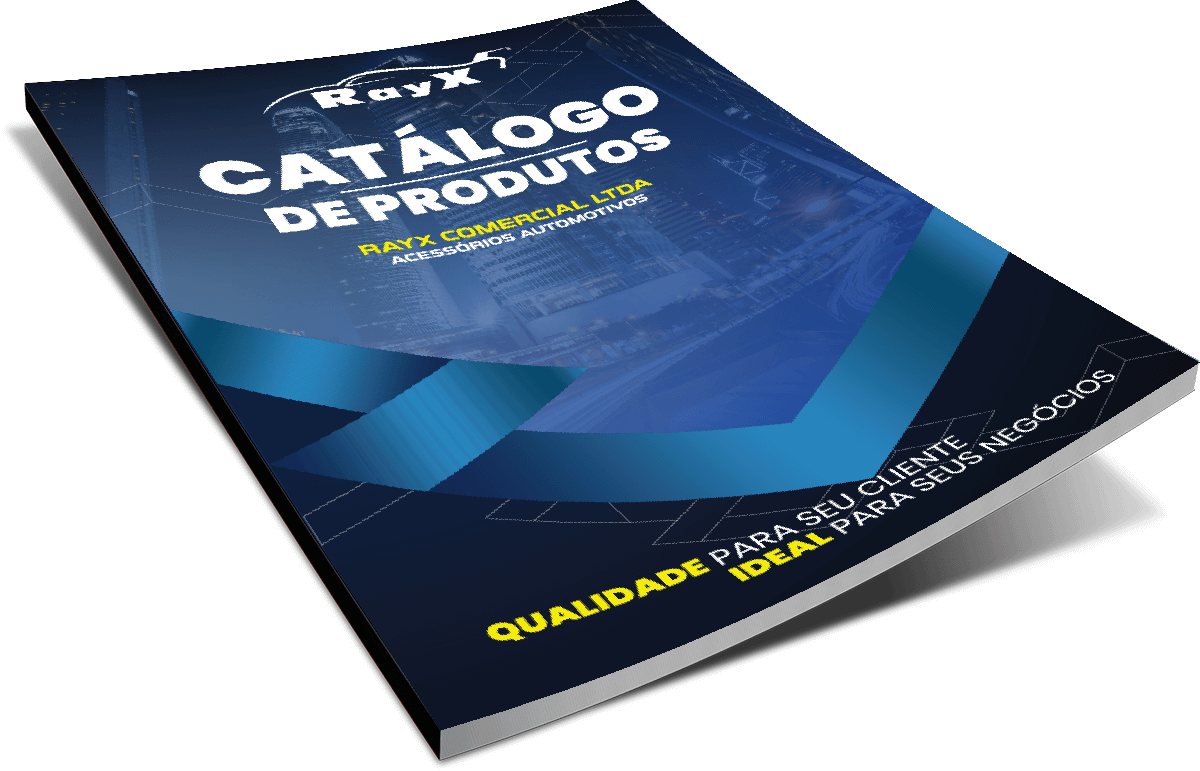 RayX
CATÁLOGO
DE PRODUTOS
RAYX COMERCIAL LTDA
ACESSÓRIOS AUTOMOTIVOS
QUALIDADE PARA SEU CLIENTE
IDEAL PARA SEUS NEGÓCIOS